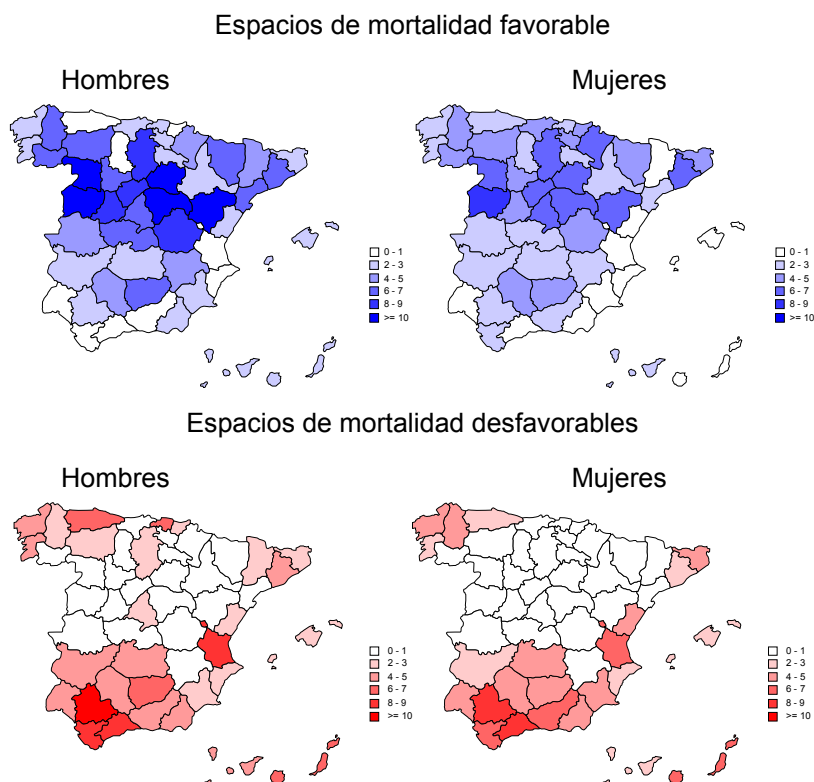 Espacios de mortalidad favorable
Hombres
Mujeres
0 - 1
2 - 3
4 - 5
6 - 7
8 - 9
>= 10
0 - 1
2 - 3
4 - 5
6 - 7
8 - 9
>= 10
Espacios de mortalidad desfavorables
Hombres
Mujeres
0 - 1
2 - 3
4 - 5
6 - 7
8 - 9
>= 10
0 - 1
2 - 3
4 - 5
6 - 7
8 - 9
>= 10